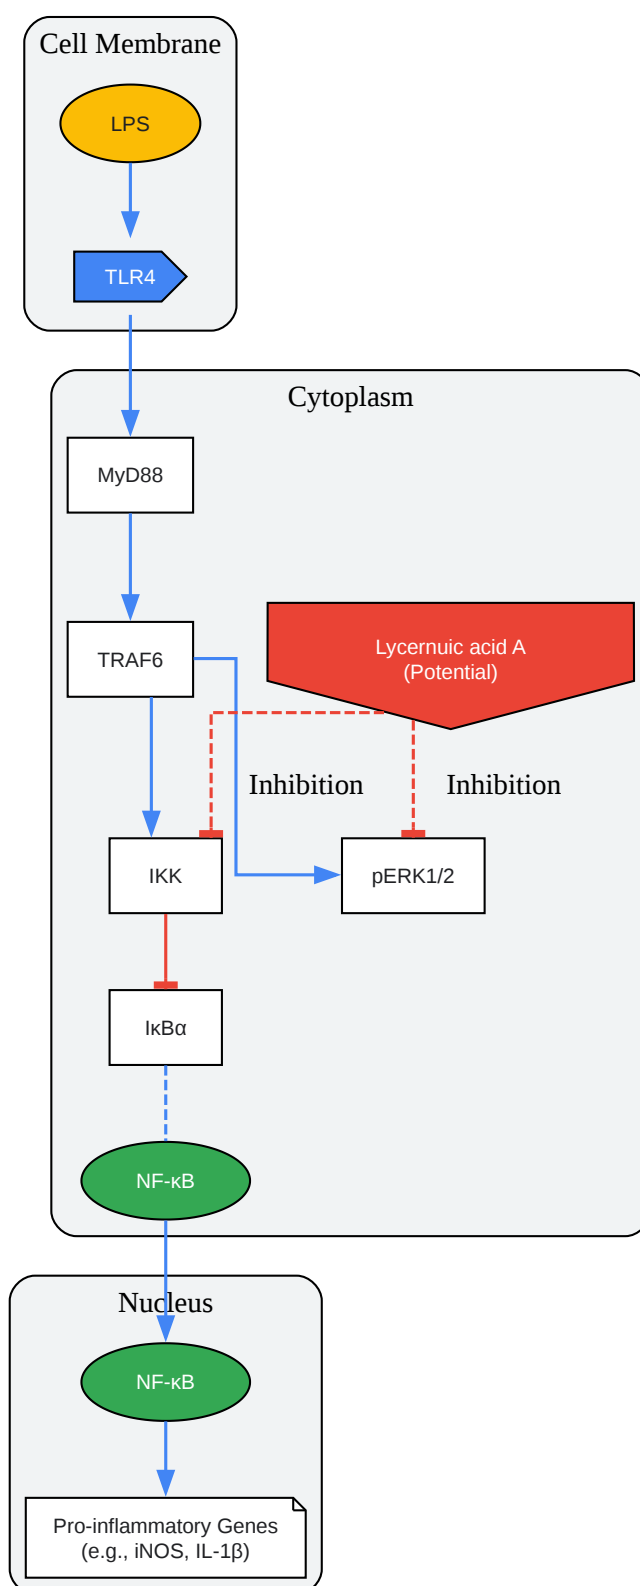 Cell Membrane
LPS
TLR4
Cytoplasm
MyD88
TRAF6
Lycernuic acid A
(Potential)
Inhibition
Inhibition
IKK
pERK1/2
IκBα
NF-κB
Nucleus
NF-κB
Pro-inflammatory Genes
(e.g., iNOS, IL-1β)